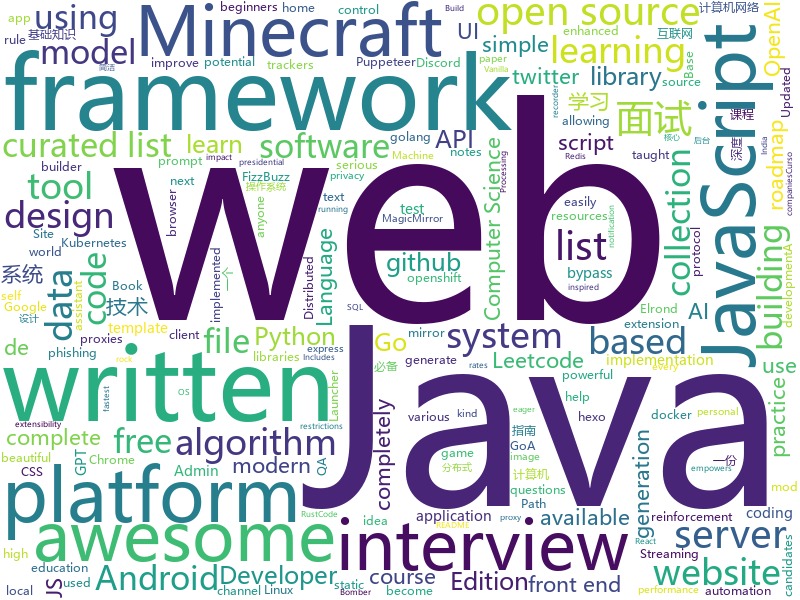 beginners home control Build
rule 基础知识
app
using
model
Minecraft
open source
计算机网络
improve potential Puppeteer UI
trackers Discord
simple
互联网
Base
enhanced
paper
Vanilla
learning
OpenAI
source
framework
twitter
library
学习
JavaScript
Updated
curated list learn
software
golang API
recorder
allowing
script
面试
课程
深度
核心
后台
roadmap
India
builder
prompt serious Machine notes
impact presidential
tool
next
FizzBuzz
操作系统
privacy
text
running
Computer Science
Processing
Redis
easily
resources
collection
taught
companiesCurso
design
browser
anyone
test
MagicMirror
list
Site
world
Kubernetes
github
openshift
bypass
protocol
building
系统
self
Google
设计
data
code
技术
implemented
个
Distributed
Language
web
Elrond
AI
extension
developmentA
assistant
template
mirror
SQL
system
based
de
phishing
proxies
file
Python
client
libraries
express
Includes
inspired
Go
必备
Leetcode
implementation
use
notification
written
Book
generate
rates
powerful
help
hexo
docker
personal
every
complete
rock
OS
various
kind
eager
image
practice
extensibility
fastest
free
Launcher
restrictions
completely
game
GoA
分布式
指南
计算机
一份
beautiful
CSS
GPT
Chrome
algorithm
QA
questions
Path
mod
简洁
platform
modern
Java
application
available
generation
coding
empowers
awesome
idea
RustCode
README
proxy
interview
server
reinforcement
high
JS
education
used
Android
Developer
course
Edition
front end
React
Streaming
website
candidates
local
channel Linux
become
static
Bomber
performance automation